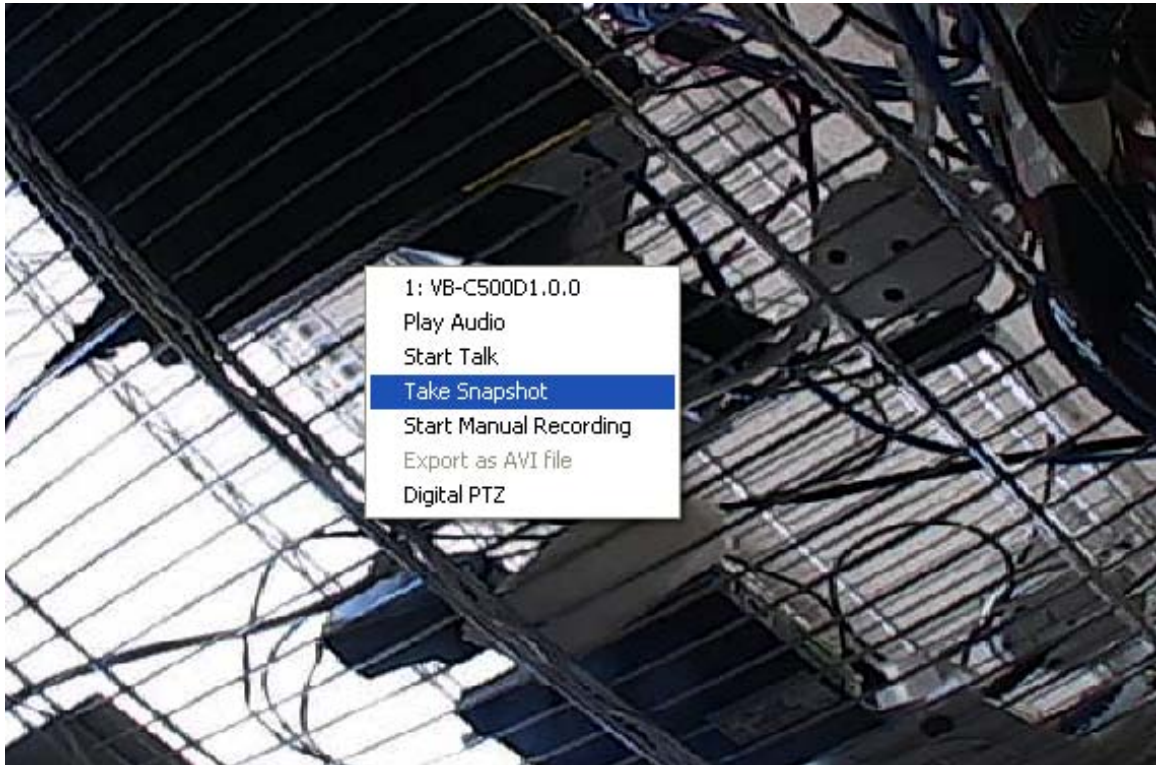 1: VB-C500D1.0.0
Play Audio
Start Talk
Take Snapshot
Start Manual Recording
Export as AVI file
Digital PTZ